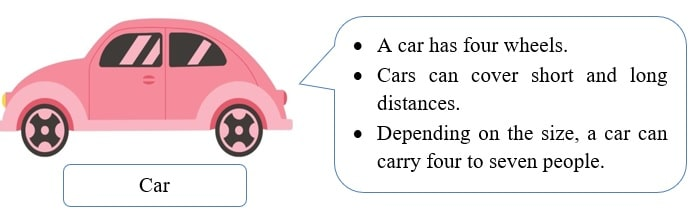 • A car has four wheels.
• Cars can cover short and long
distances.
• Depending on the size, a car can
carry four to seven people.
Car